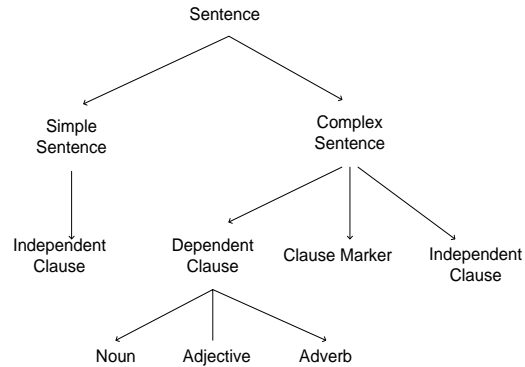 Sentence
Simple
Sentence
Complex
Sentence
Independent
Clause
Dependent
Clause
Clause Marker
Independent
Clause
Noun
Adjective
Adverb